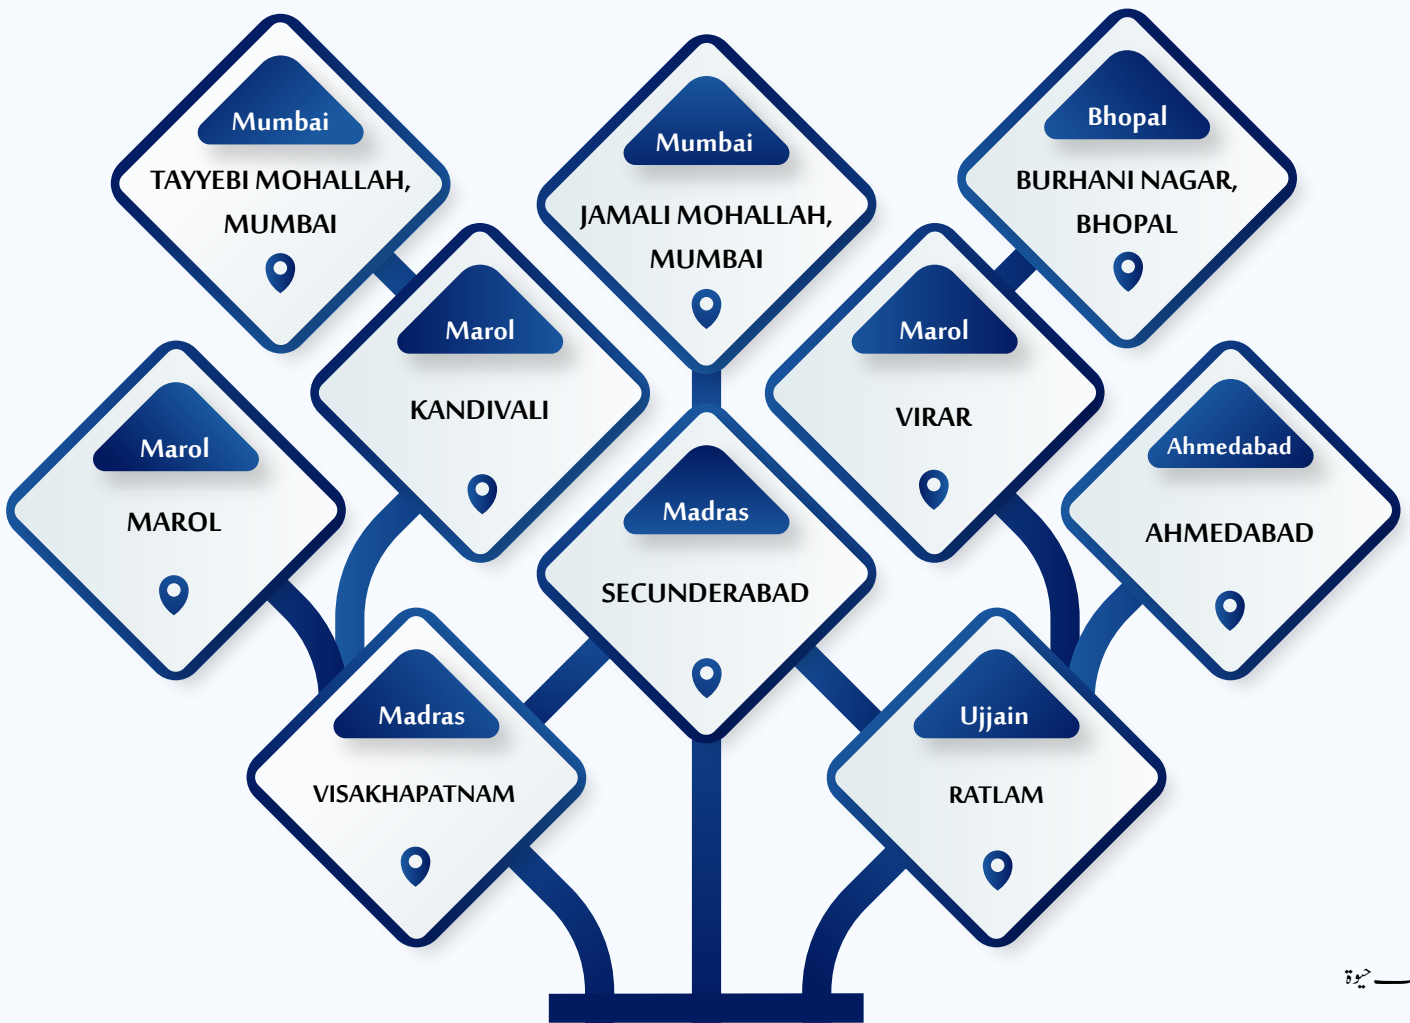 Mumbai
TAYYEBI MOHALLAH,
MUMBAI
Mumbai
JAMALI MOHALLAH,
MUMBAI
Bhopal
BURHANI NAGAR,
BHOPAL
Marol
KANDIVALI
Marol
VIRAR
Marol
MAROL
Ahmedabad
AHMEDABAD
Madras
SECUNDERABAD
Madras
VISAKHAPATNAM
Ujjain
RATLAM